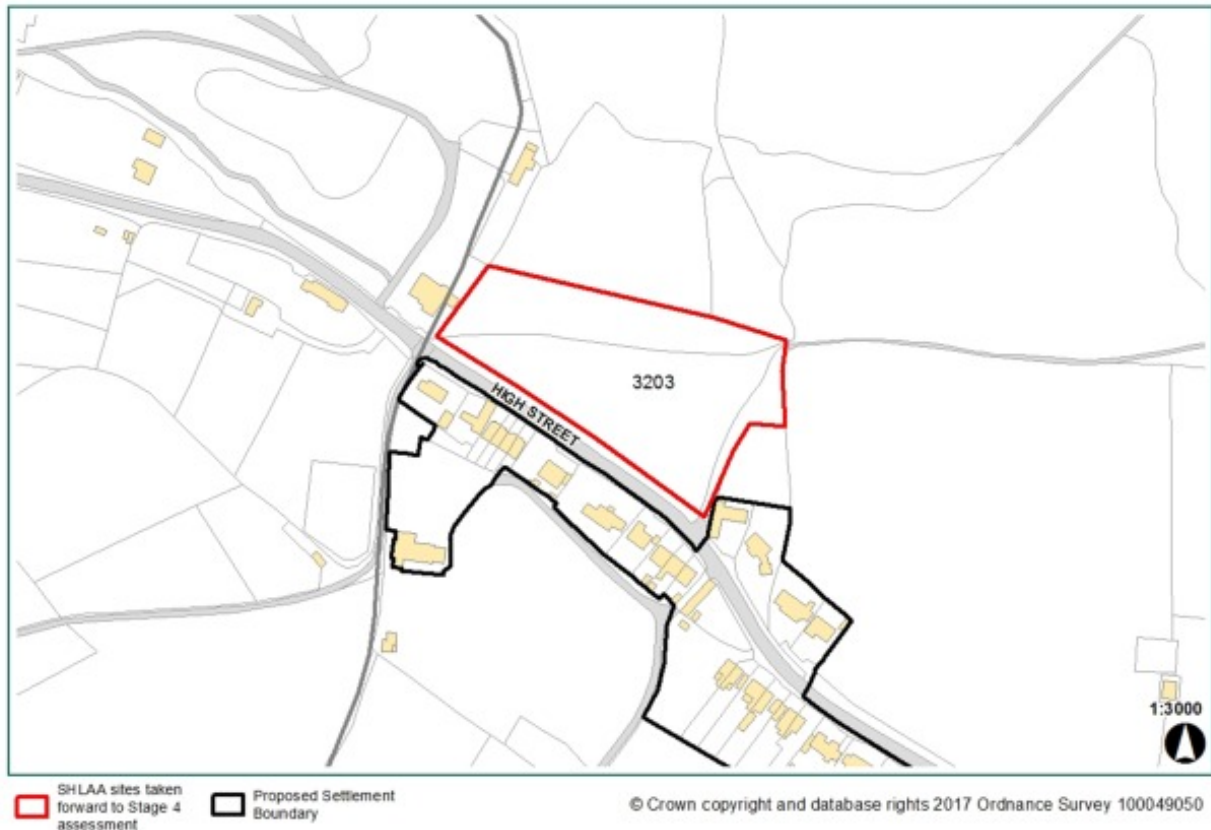 3203
HIGH STREET
1:3000
SHLAA sites taken
forward to Stage 4
assessment
Proposed Settlement
Boundary
© Crown copyright and database rights 2017 Ordnance Survey 100049050